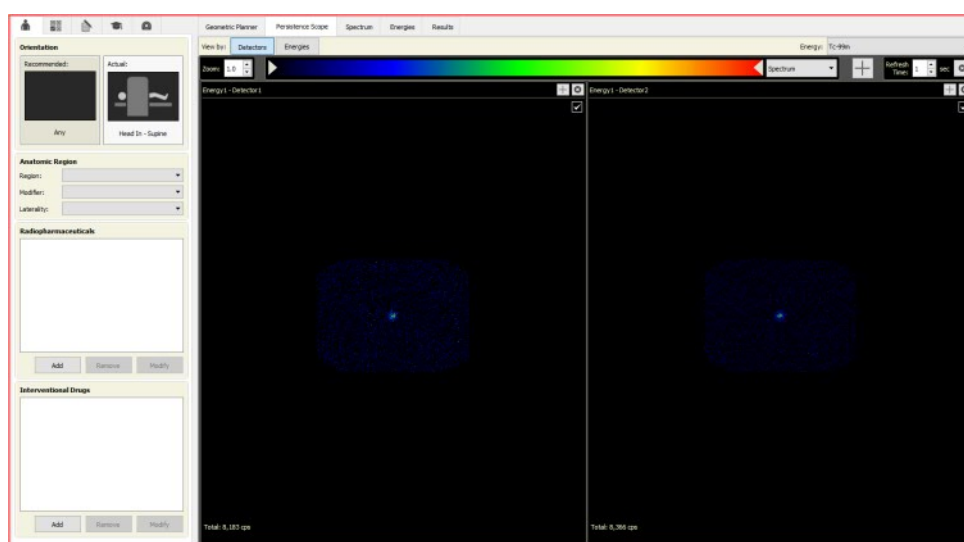 Geometric Planner Persistence Scope Spectrum Energies Results
Orientation
Recommended:
Any
Actual:
Head In - Supine
Anatomic Region
Region:
Modifier:
Laterality:
Radiopharmaceuticals
Add Remove Modify
Interventional Drugs
Add Remove Modify
View by: Detectors Energies
Energy: Tc-99m
Zoom: 1.0
Spectrum
Refresh
Time: 1 sec
Energy1 - Detector1
Total: 8,183 cps
Energy1 - Detector2
Total: 8,366 cps